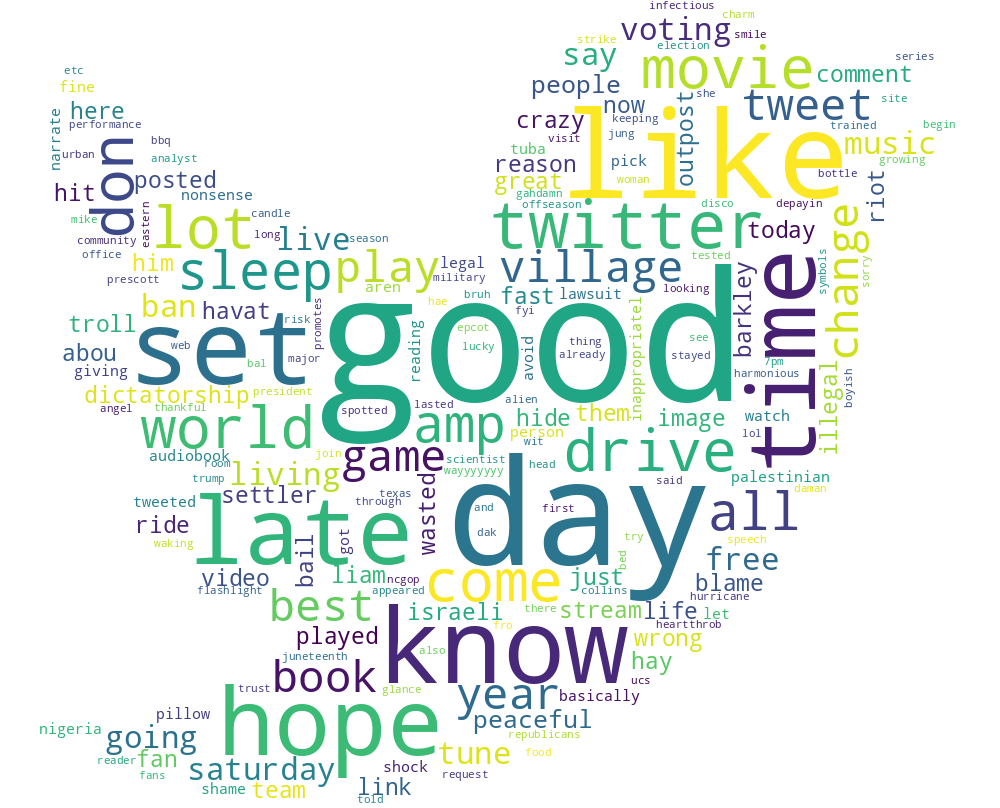 infectious
charm
voting
smile
strike
election
say
movie
series
etc
fine
people
she
comment
here
now
tweet
site
performance
crazy
keeping
trained
begin
narrate
bbq
visit
jung
outpost
like
music
urban
analyst
tuba
reason
pick
growing
don
posted
great
woman
bottle
hit
nonsense
gahdamn
riot
mike
candle
offseason
disco
depayin
lot
eastern
long
live
season
twitter
today
community
office
him
sleep
play
legal
village
tested
time
change
sorry
symbols
prescott
aren
military
ban
havat
risk
promotes
hae
bruh
fast
lawsuit
looking
barkley
troll
set
good
fyi
inappropriatel
web
epcot
reading
lucky
avoid
thing
already
see
stayed
7pm
abou
major
giving
bal
alien
harmonious
boyish
dictatorship
president
angel
thankful
spotted
lasted
amp
hide
them
image
watch
illegal
world
person
wit
lol
audiobook
join
game
scientist
head
drive
room
wayyyyyyy
said
trump
living
palestinian
tweeted
settler
texas
through
and
first
day
all
daman
ride
late
wasted
dak
try
speech
waking
bail
got
video
liam
ncgop
come
just
bed
free
blame
flashlight
appeared
collins
hurricane
best
israeli
there
stream
life
let
played
know
fro
heartthrob
wrong
juneteenth
also
hay
book
trust
glance
year
basically
ucs
pillow
hope
peaceful
nigeria
going
republicans
reader
fan
tune
food
fans
saturday
shock
request
shame
team
link
told